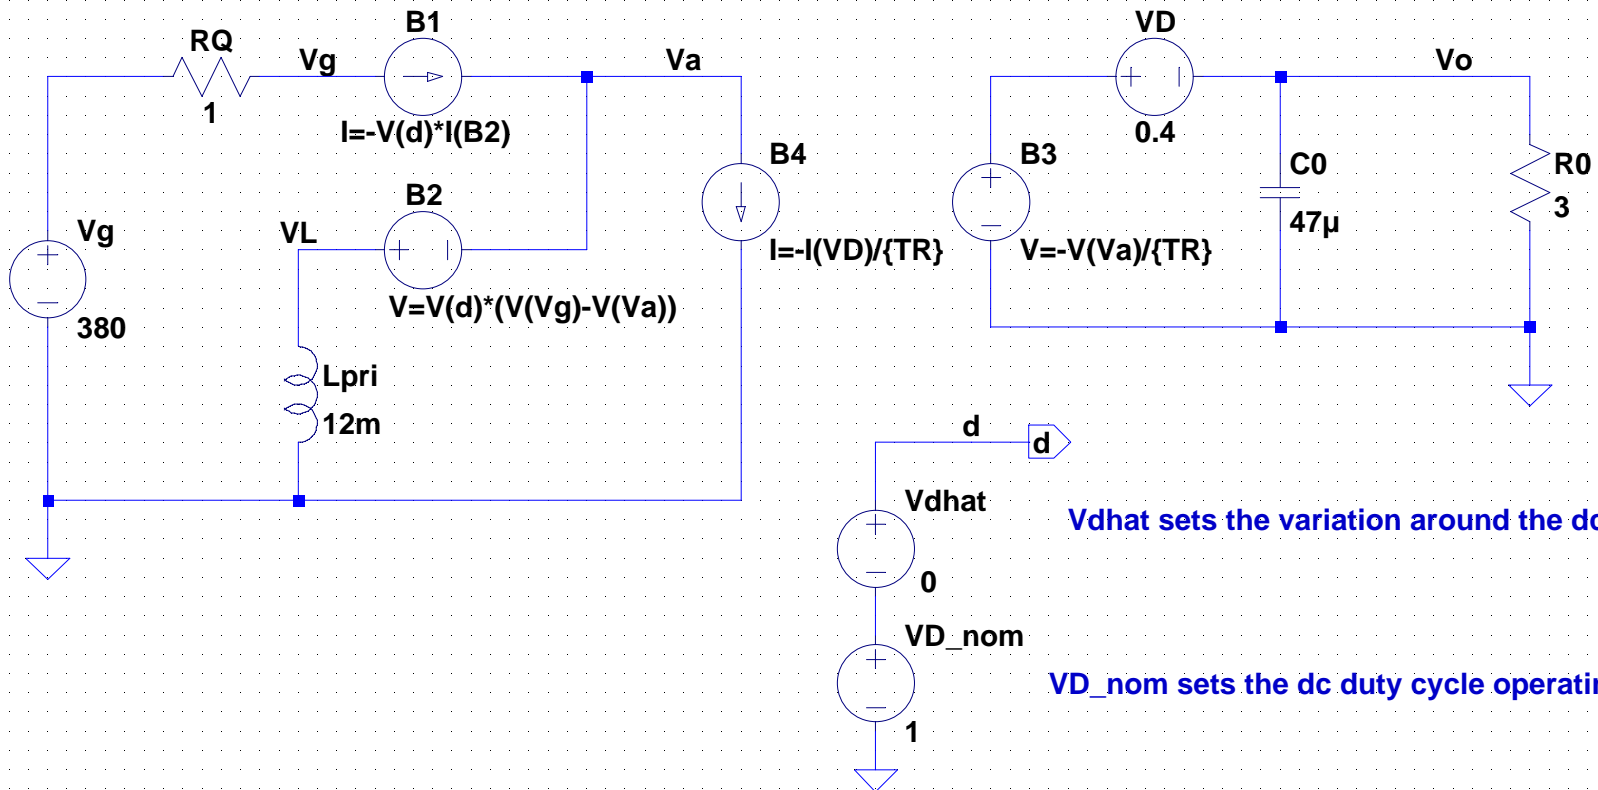 RQ
Vg
1
B1
I=-V(d)*I(B2)
Va
B4
I=-I(VD)/{TR}
B2
V=V(d)*(V(Vg)-V(Va))
VL
Vg
380
Lpri
12m
VD
0.4
Vo
B3
V=-V(Va)/{TR}
C0
47µ
R0
3
d
d
Vdhat
0
Vdhat sets the variation around the
VD_nom
1
VD_nom sets the dc duty cycle